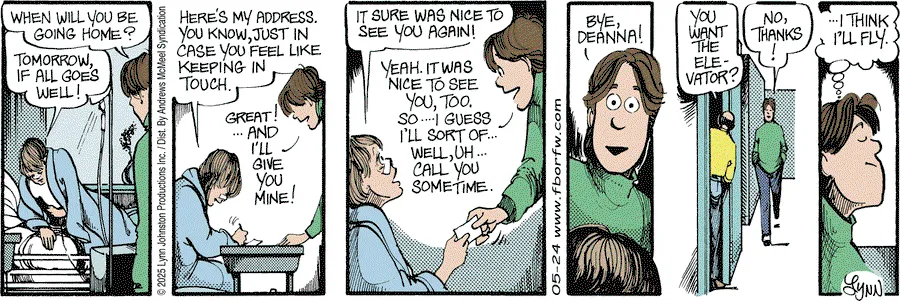 WHEN WILL YOU BE
GOING HOME?
TOMORROW,
IF ALL GOES
WELL!
© 2025 Lynn Johnston Productions Inc. / Dist. By Andrews McMeel Syndication
HERE'S MY ADDRESS.
YOU KNOW, JUST IN
CASE YOU FEEL LIKE
KEEPING IN
TOUCH.
GREAT!
...AND
I'LL
GIVE
YOU
MINE!
IT SURE WAS NICE TO
SEE YOU AGAIN!
YEAH. IT WAS
NICE TO SEE
YOU, TOO.
SO....I GUESS
I'LL SORT OF...
WELL, UH...
CALL YOU
SOMETIME.
05-24 www.fborfw.com
BYE,
DEANNA!
YOU
WANT
THE
ELE-
VATOR?
NO,
THANKS
!
...I THINK
I'LL FLY.
LYNN